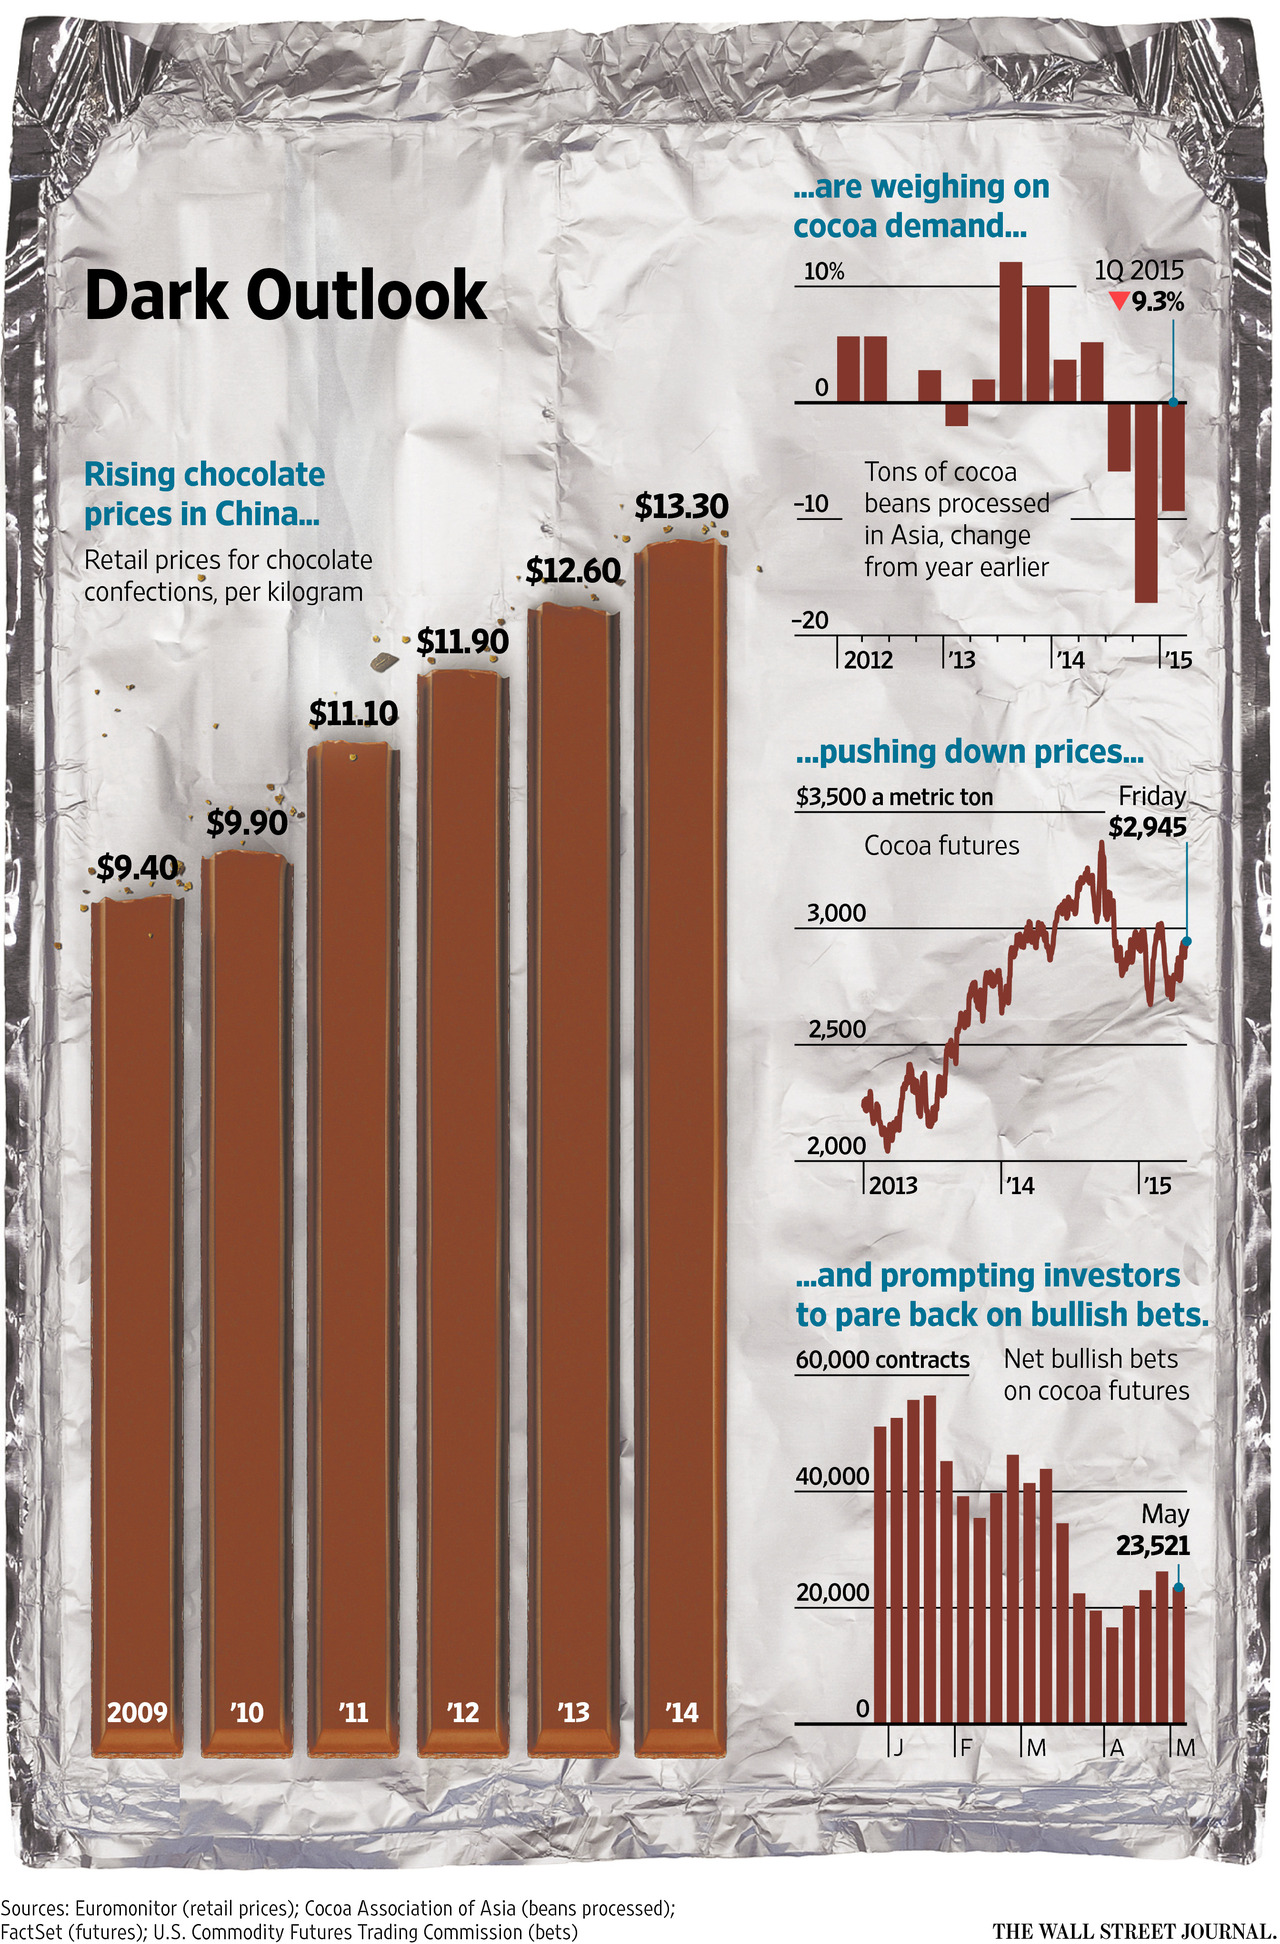 Dark Outlook
Rising chocolate
prices in China...
Retail prices for chocolate
confections, per kilogram
$9.40
$9.90
$11.10
$11.90
$12.60
$13.30
2009
’10
’11
’12
’13
’14
...are weighing on
cocoa demand...
10%
1Q 2015
▼9.3%
0
Tons of cocoa
beans processed
in Asia, change
from year earlier
–10
–20
2012
’13
’14
’15
...pushing down prices...
$3,500 a metric ton
Friday
$2,945
Cocoa futures
3,000
2,500
2,000
2013
’14
’15
...and prompting investors
to pare back on bullish bets.
60,000 contracts
Net bullish bets
on cocoa futures
40,000
May
23,521
20,000
0
J
F
M
A
M
Sources: Euromonitor (retail prices); Cocoa Association of Asia (beans processed);
FactSet (futures); U.S. Commodity Futures Trading Commission (bets)
THE WALL STREET JOURNAL.